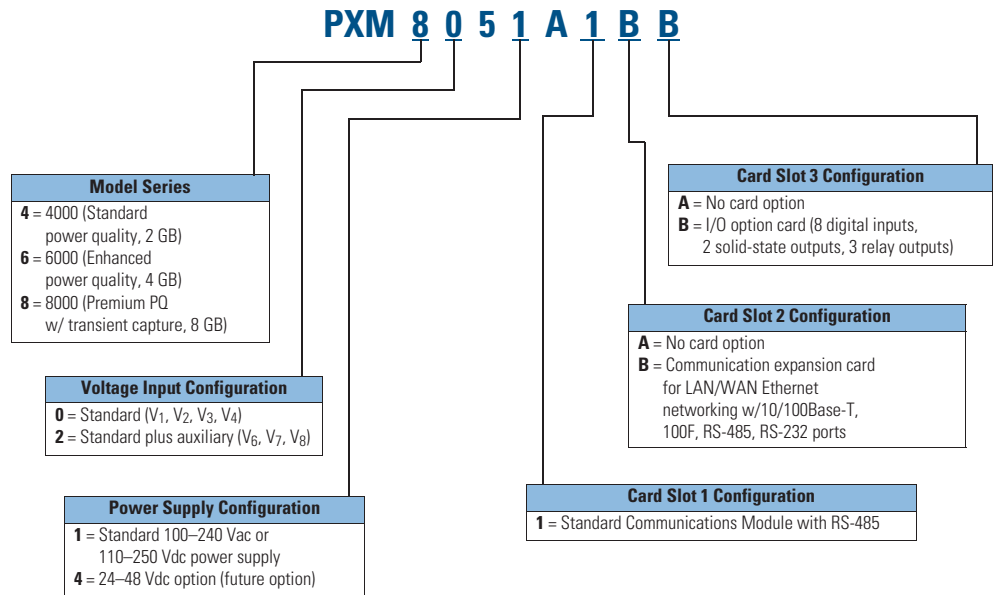 PXM 8 0 5 1 A 1 B B
Model Series
4 = 4000 (Standard
power quality, 2 GB)
6 = 6000 (Enhanced
power quality, 4 GB)
8 = 8000 (Premium PQ
w/ transient capture, 8 GB)
Voltage Input Configuration
0 = Standard (V1, V2, V3, V4)
2 = Standard plus auxiliary (V6, V7, V8)
Power Supply Configuration
1 = Standard 100–240 Vac or
110–250 Vdc power supply
4 = 24–48 Vdc option (future option)
Card Slot 3 Configuration
A = No card option
B = I/O option card (8 digital inputs,
2 solid-state outputs, 3 relay outputs)
Card Slot 2 Configuration
A = No card option
B = Communication expansion card
for LAN/WAN Ethernet
networking w/10/100Base-T,
100F, RS-485, RS-232 ports
Card Slot 1 Configuration
1 = Standard Communications Module with RS-485